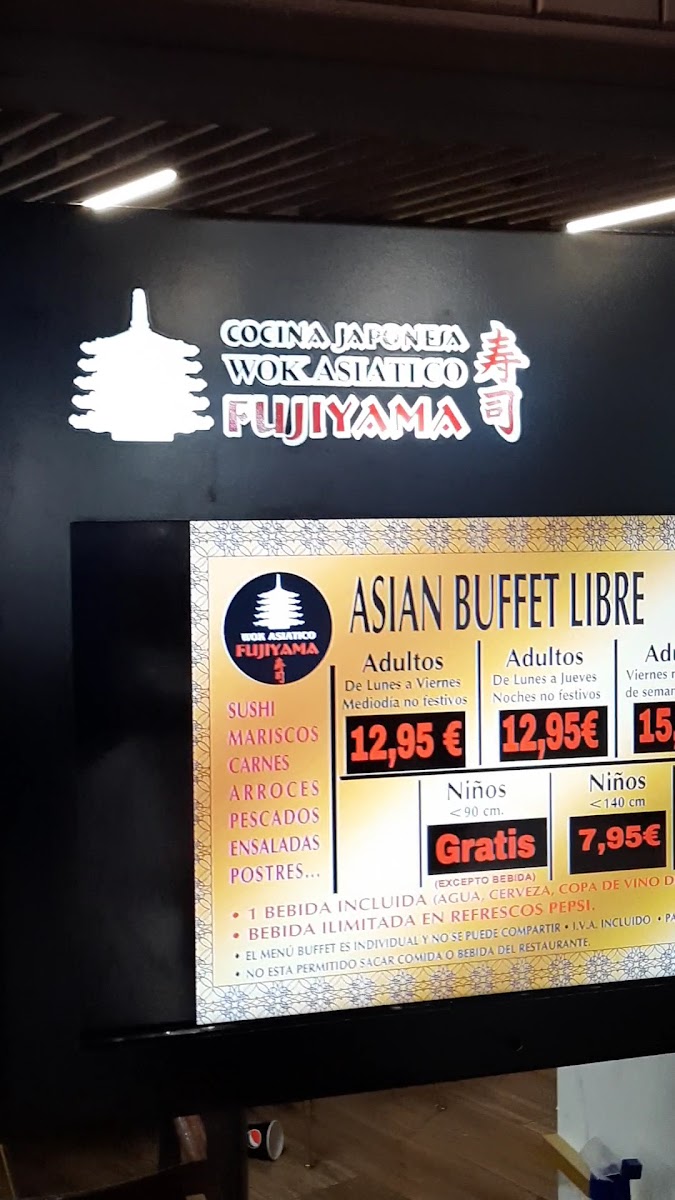 COCINA JAPONESA
WOK ASIATICO
FUJIYAMA
寿司
WOK ASIATICO
FUJIYAMA
寿司
ASIAN BUFFET LIBRE
SUSHI
MARISCOS
CARNES
ARROCES
PESCADOS
ENSALADAS
POSTRES...
Adultos
De Lunes a Viernes
Mediodia no festivos
12,95 €
Adultos
De Lunes a Jueves
Noches no festivos
12,95€
Viernes
15,
Niños
<90 cm.
Gratis
(EXCEPTO BEBIDA)
Niños
<140 cm
7,95€
• 1 BEBIDA INCLUIDA (AGUA, CERVEZA, COPA DE VINO D
• BEBIDA ILIMITADA EN REFRESCOS PEPSI.
• EL MENÚ BUFFET ES INDIVIDUAL Y NO SE PUEDE COMPARTIR • I.V.A. INCLUIDO •
• NO ESTA PERMITIDO SACAR COMIDA O BEBIDA DEL RESTAURANTE.